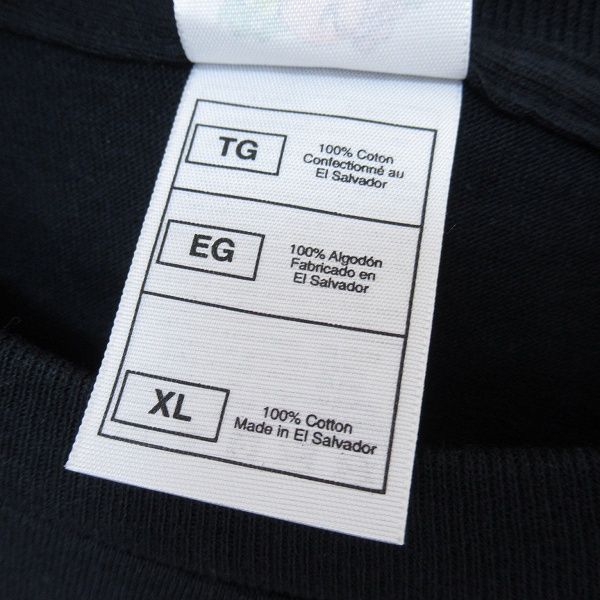 TG
100% Coton
Confectionné au
El Salvador
EG
100% Algodón
Fabricado en
El Salvador
XL
100% Cotton
Made in El Salvador